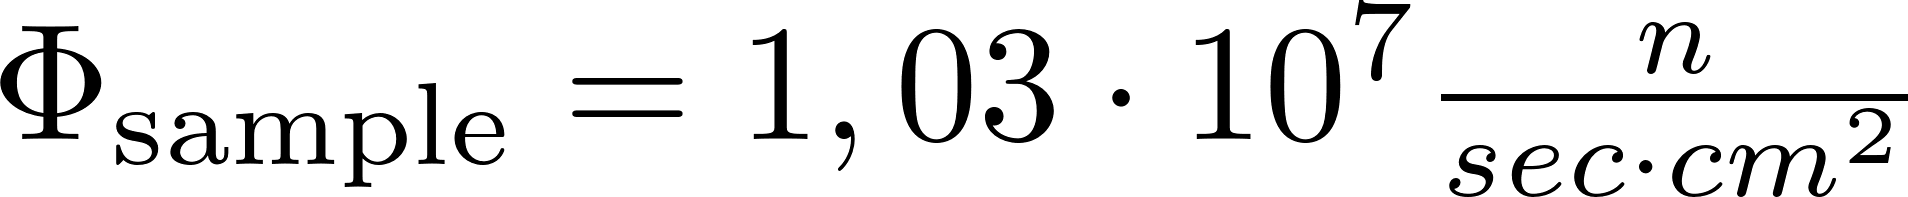 Φ_sample = 1,03 · 10^7 n/(sec·cm^2)